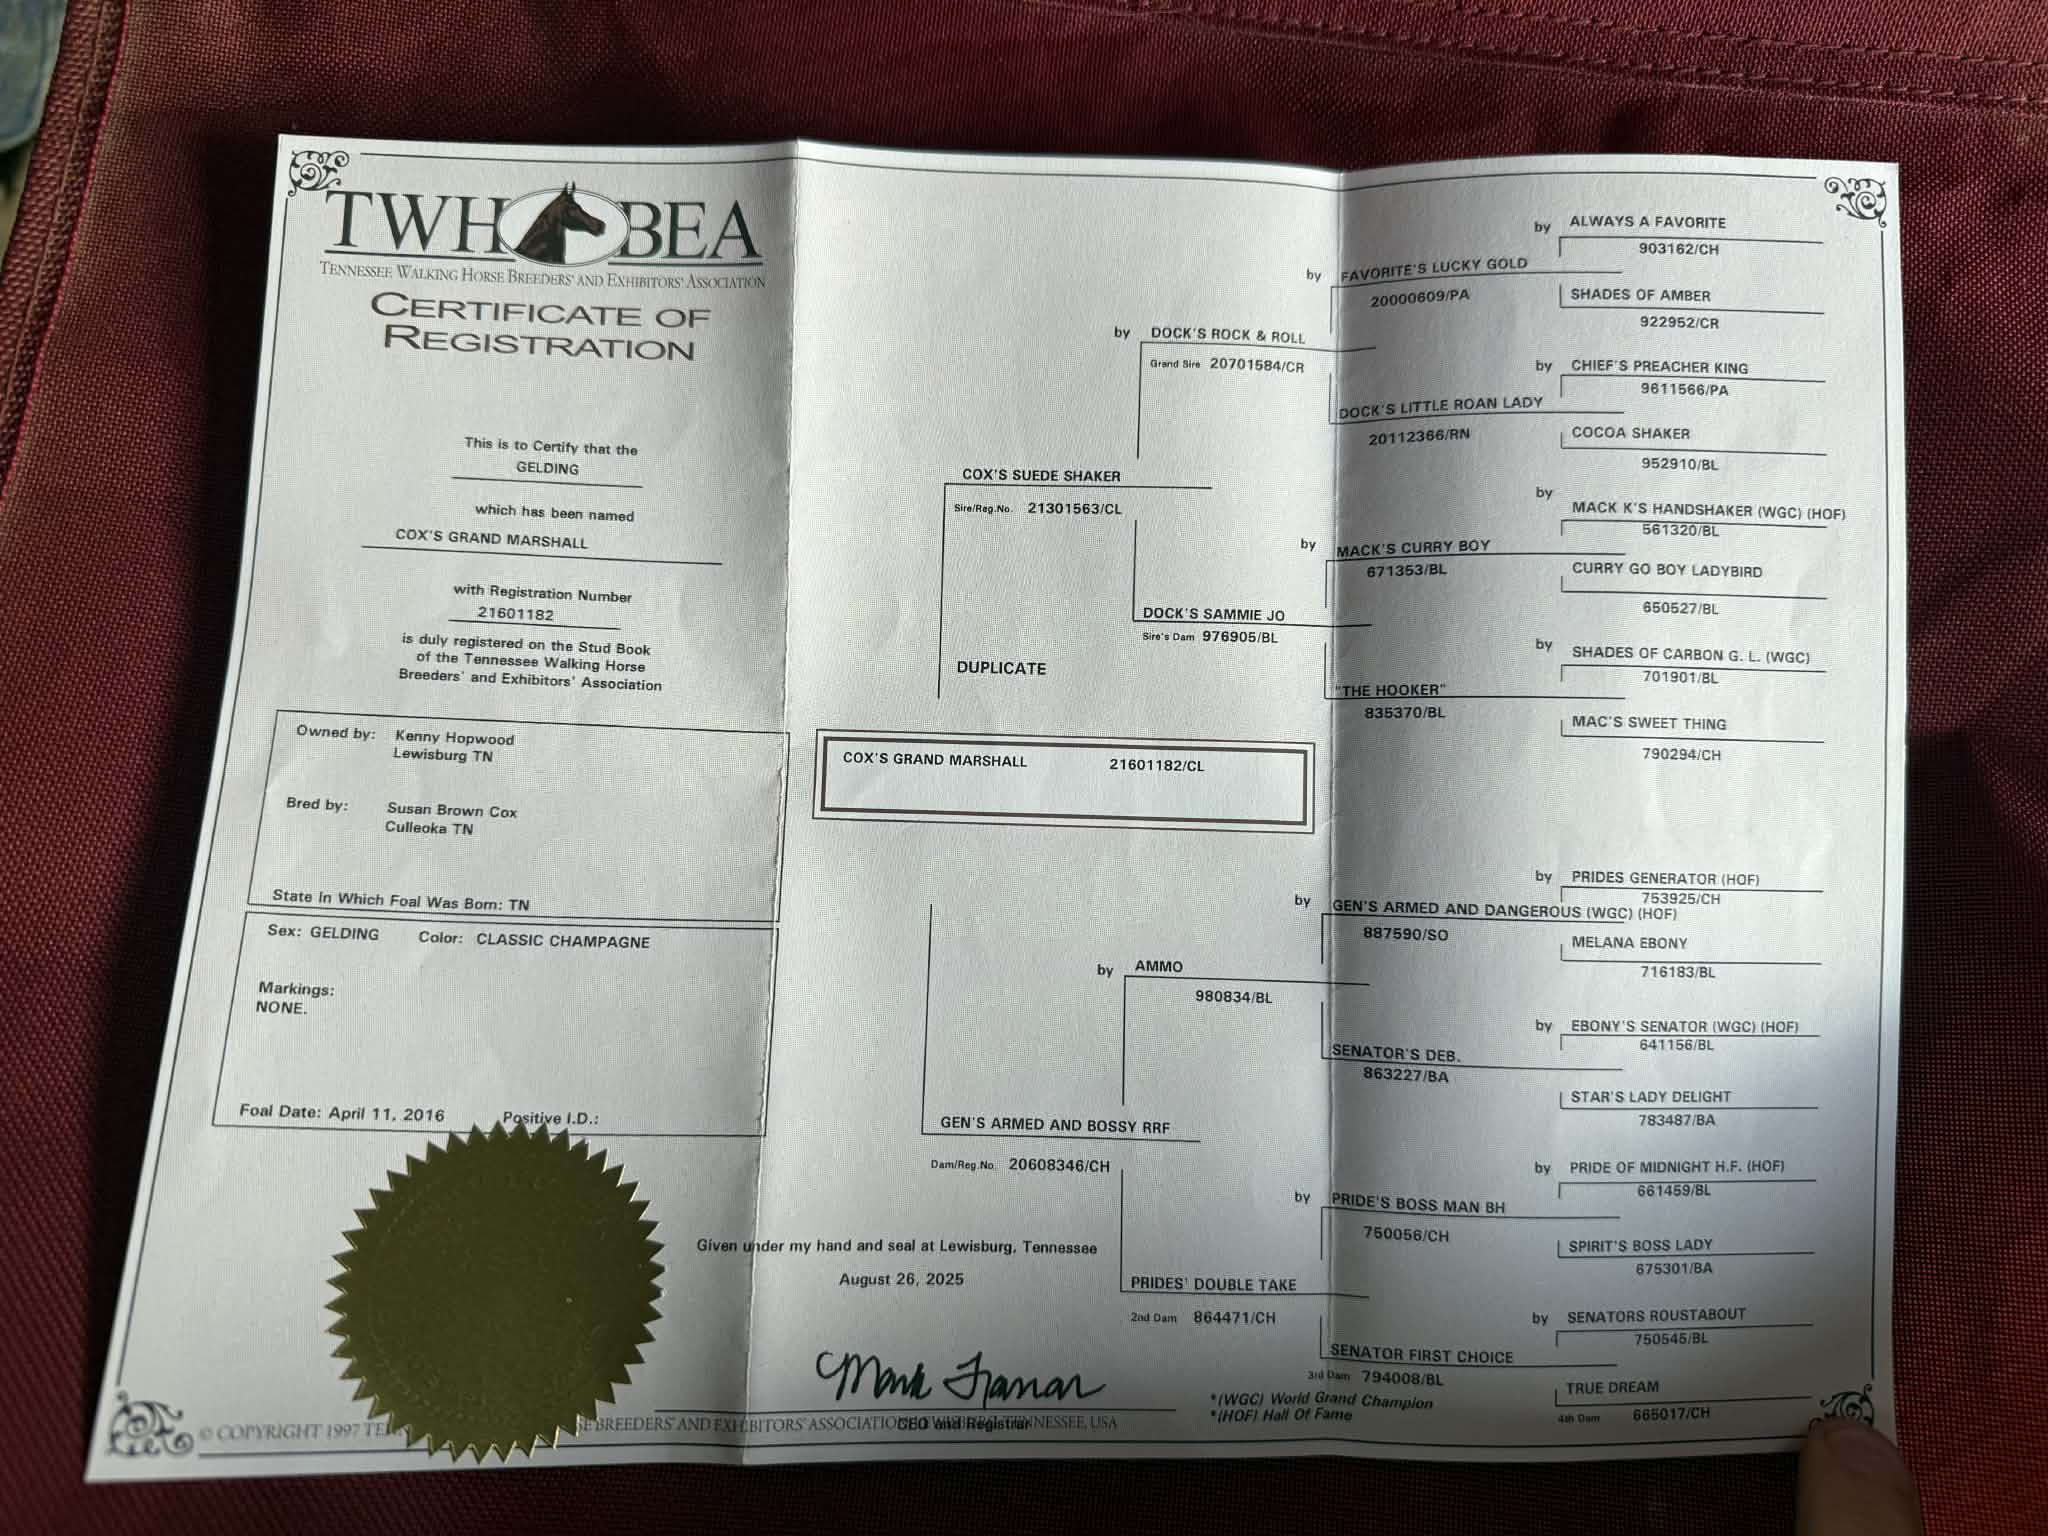 TWH BEA
TENNESSEE WALKING HORSE BREEDERS' AND EXHIBITORS' ASSOCIATION
CERTIFICATE OF
REGISTRATION
This is to Certify that the
GELDING
which has been named
COX'S GRAND MARSHALL
with Registration Number
21601182
is duly registered on the Stud Book
of the Tennessee Walking Horse
Breeders' and Exhibitors' Association
Owned by: Kenny Hopwood
Lewisburg TN
Bred by: Susan Brown Cox
Culleoka TN
State In Which Foal Was Born: TN
Sex: GELDING Color: CLASSIC CHAMPAGNE
Markings:
NONE.
Foal Date: April 11, 2016 Positive I.D.:
COX'S SUEDE SHAKER
Sire/Reg.No. 21301563/CL
DUPLICATE
COX'S GRAND MARSHALL 21601182/CL
GEN'S ARMED AND BOSSY RRF
Dam/Reg.No. 20608346/CH
by DOCK'S ROCK & ROLL
Grand Sire 20701584/CR
DOCK'S SAMMIE JO
Sire's Dam 976905/BL
by AMMO
980834/BL
PRIDES' DOUBLE TAKE
2nd Dam 864471/CH
by FAVORITE'S LUCKY GOLD
20000609/PA
DOCK'S LITTLE ROAN LADY
20112366/RN
by MACK'S CURRY BOY
671353/BL
"THE HOOKER"
835370/BL
by GEN'S ARMED AND DANGEROUS (WGC) (HOF)
887590/SO
SENATOR'S DEB.
863227/BA
by PRIDE'S BOSS MAN BH
750056/CH
SENATOR FIRST CHOICE
3rd Dam 794008/BL
by ALWAYS A FAVORITE
903162/CH
SHADES OF AMBER
922952/CR
by CHIEF'S PREACHER KING
9611566/PA
COCOA SHAKER
952910/BL
by
MACK K'S HANDSHAKER (WGC) (HOF)
561320/BL
CURRY GO BOY LADYBIRD
650527/BL
by SHADES OF CARBON G. L. (WGC)
701901/BL
MAC'S SWEET THING
790294/CH
by PRIDES GENERATOR (HOF)
753925/CH
MELANA EBONY
716183/BL
by EBONY'S SENATOR (WGC) (HOF)
641156/BL
STAR'S LADY DELIGHT
783487/BA
by PRIDE OF MIDNIGHT H.F. (HOF)
661459/BL
SPIRIT'S BOSS LADY
675301/BA
by SENATORS ROUSTABOUT
750545/BL
TRUE DREAM
4th Dam 665017/CH
Given under my hand and seal at Lewisburg, Tennessee
August 26, 2025
Mark Farrar
CEO and Registrar
*(WGC) World Grand Champion
*(HOF) Hall Of Fame
© COPYRIGHT 1997 BREEDERS' AND EXHIBITORS' ASSOCIATION TENNESSEE, USA